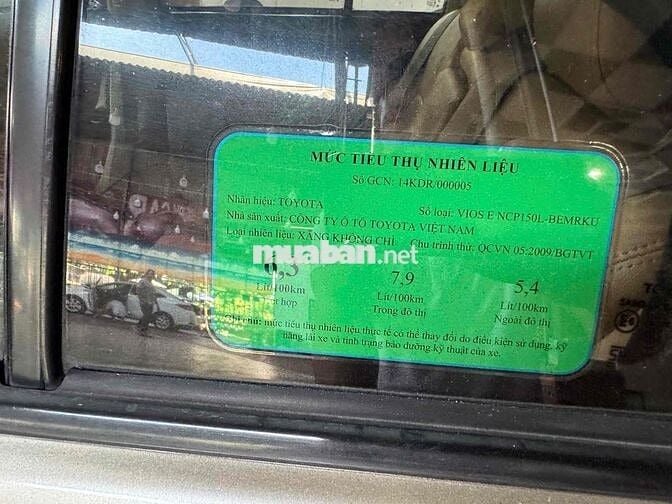 MỨC TIÊU THỤ NHIÊN LIỆU
Số GCN: 14KDR/000005
Nhãn hiệu: TOYOTA
Số loại: VIOS E NCP150L-BEMRKU
Nhà sản xuất: CÔNG TY Ô TÔ TOYOTA VIỆT NAM
Loại nhiên liệu: XĂNG KHÔNG CHÌ
Chu trình thử: QCVN 05:2009/BGTVT
muaban.net
6,3 7,9 5,4
Lít/100km Lít/100km Lít/100km
hợp Trong đô thị Ngoài đô thị
Ghi chú: mức tiêu thụ nhiên liệu thực tế có thể thay đổi do điều kiện sử dụng, kỹ
năng lái xe và tình trạng bảo dưỡng kỹ thuật của xe.